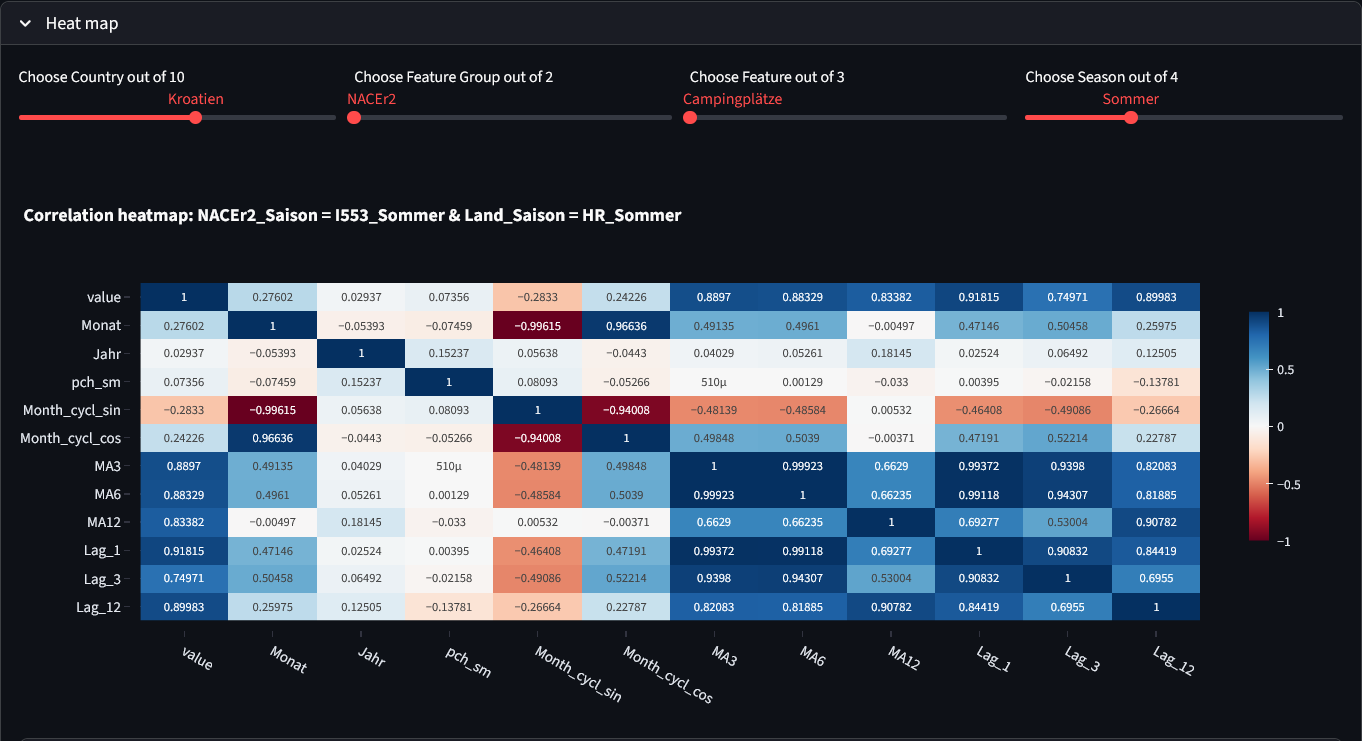 Heat map
Choose Country out of 10 Choose Feature Group out of 2 Choose Feature out of 3 Choose Season out of 4
Kroatien NACEr2 Campingplätze Sommer
Correlation heatmap: NACEr2_Saison = I553_Sommer & Land_Saison = HR_Sommer
value 1 0.27602 0.02937 0.07356 −0.2833 0.24226 0.8897 0.88329 0.83382 0.91815 0.74971 0.89983
Monat 0.27602 1 −0.05393 −0.07459 −0.99615 0.96636 0.49135 0.4961 −0.00497 0.47146 0.50458 0.25975
Jahr 0.02937 −0.05393 1 0.15237 0.05638 −0.0443 0.04029 0.05261 0.18145 0.02524 0.06492 0.12505
pch_sm 0.07356 −0.07459 0.15237 1 0.08093 −0.05266 510μ 0.00129 −0.033 0.00395 −0.02158 −0.13781
Month_cycl_sin −0.2833 −0.99615 0.05638 0.08093 1 −0.94008 −0.48139 −0.48584 0.00532 −0.46408 −0.49086 −0.26664
Month_cycl_cos 0.24226 0.96636 −0.0443 −0.05266 −0.94008 1 0.49848 0.5039 −0.00371 0.47191 0.52214 0.22787
MA3 0.8897 0.49135 0.04029 510μ −0.48139 0.49848 1 0.99923 0.6629 0.99372 0.9398 0.82083
MA6 0.88329 0.4961 0.05261 0.00129 −0.48584 0.5039 0.99923 1 0.66235 0.99118 0.94307 0.81885
MA12 0.83382 −0.00497 0.18145 −0.033 0.00532 −0.00371 0.6629 0.66235 1 0.69277 0.53004 0.90782
Lag_1 0.91815 0.47146 0.02524 0.00395 −0.46408 0.47191 0.99372 0.99118 0.69277 1 0.90832 0.84419
Lag_3 0.74971 0.50458 0.06492 −0.02158 −0.49086 0.52214 0.9398 0.94307 0.53004 0.90832 1 0.6955
Lag_12 0.89983 0.25975 0.12505 −0.13781 −0.26664 0.22787 0.82083 0.81885 0.90782 0.84419 0.6955 1
value Monat Jahr pch_sm Month_cycl_sin Month_cycl_cos MA3 MA6 MA12 Lag_1 Lag_3 Lag_12
1
0.5
0
−0.5
−1